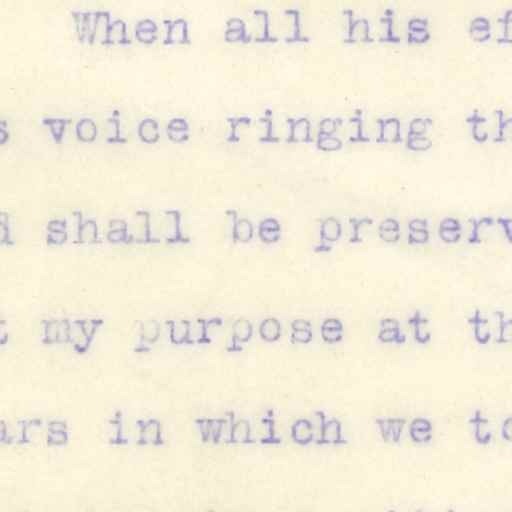 When all his ef
s voice ringing th
d shall be preserv
t my purpose at th
ars in which we to